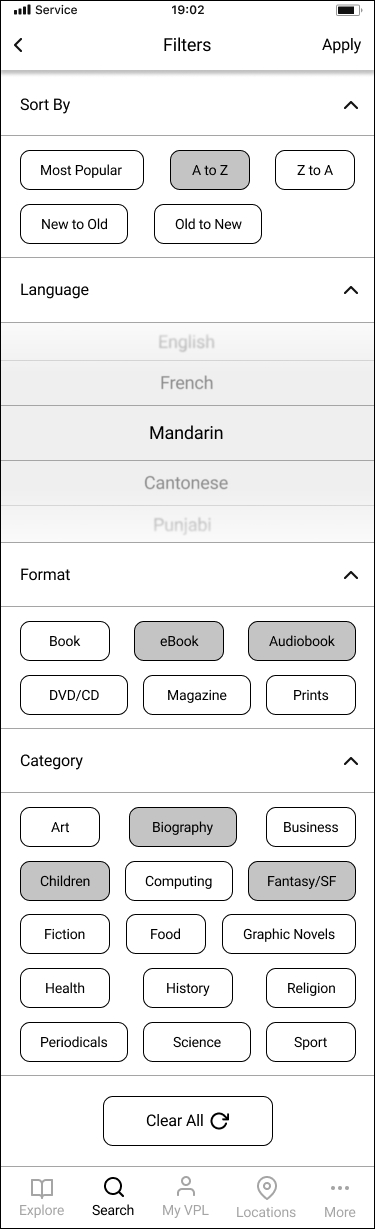 Service 19:02
Filters Apply
Sort By
Most Popular A to Z Z to A
New to Old Old to New
Language
English
French
Mandarin
Cantonese
Punjabi
Format
Book eBook Audiobook
DVD/CD Magazine Prints
Category
Art Biography Business
Children Computing Fantasy/SF
Fiction Food Graphic Novels
Health History Religion
Periodicals Science Sport
Clear All
Explore Search My VPL Locations More